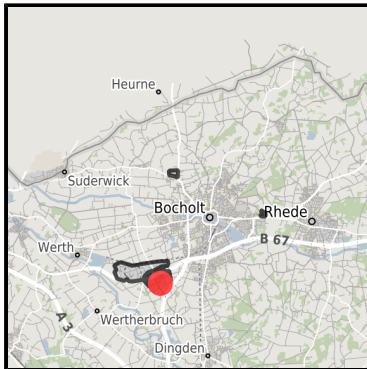 Heurne
Suderwick
Bocholt
Rhede
B 67
Werth
A 3
Wertherbruch
Dingden